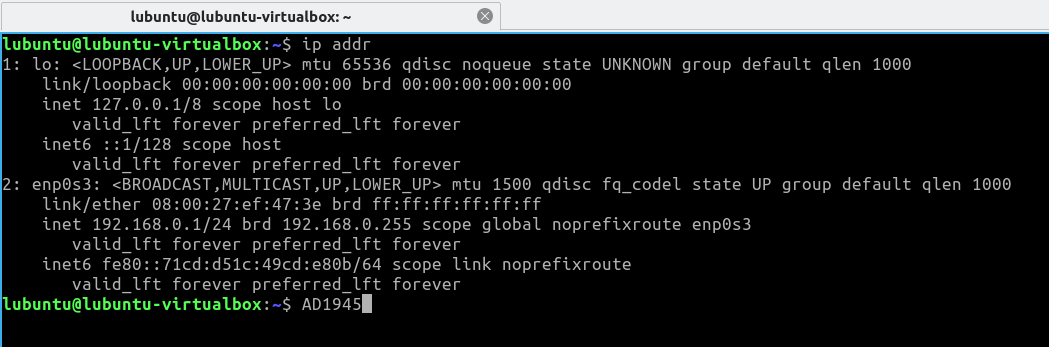 lubuntu@lubuntu-virtualbox: ~
lubuntu@lubuntu-virtualbox:~$ ip addr
1: lo: <LOOPBACK,UP,LOWER_UP> mtu 65536 qdisc noqueue state UNKNOWN group default qlen 1000
    link/loopback 00:00:00:00:00:00 brd 00:00:00:00:00:00
    inet 127.0.0.1/8 scope host lo
       valid_lft forever preferred_lft forever
    inet6 ::1/128 scope host
       valid_lft forever preferred_lft forever
2: enp0s3: <BROADCAST,MULTICAST,UP,LOWER_UP> mtu 1500 qdisc fq_codel state UP group default qlen 1000
    link/ether 08:00:27:ef:47:3e brd ff:ff:ff:ff:ff:ff
    inet 192.168.0.1/24 brd 192.168.0.255 scope global noprefixroute enp0s3
       valid_lft forever preferred_lft forever
    inet6 fe80::71cd:d51c:49cd:e80b/64 scope link noprefixroute
       valid_lft forever preferred_lft forever
lubuntu@lubuntu-virtualbox:~$ AD1945